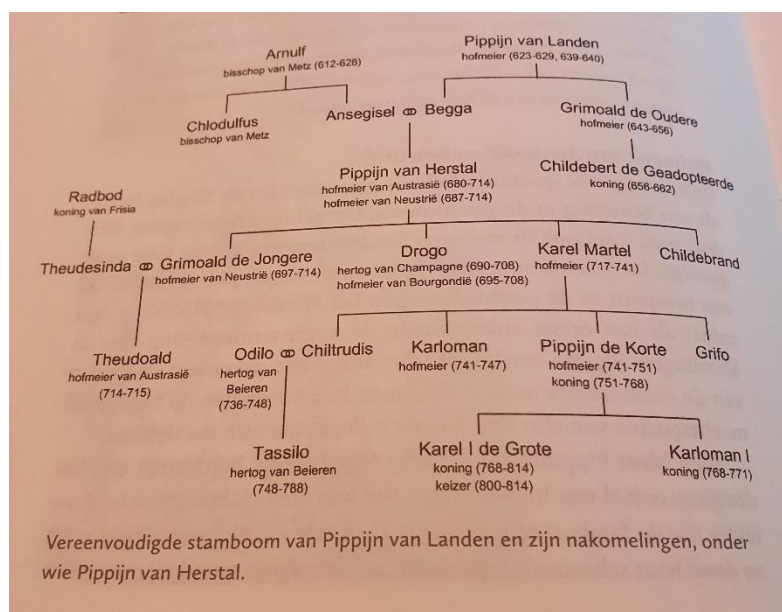 Arnulf
bisschop van Metz (612-628)
Pippijn van Landen
hofmeier (623-629, 639-640)
Chlodulfus
bisschop van Metz
Ansegisel ⚭ Begga
Grimoald de Oudere
hofmeier (643-656)
Pippijn van Herstal
hofmeier van Austrasië (680-714)
hofmeier van Neustrië (687-714)
Childebert de Geadopteerde
koning (656-662)
Radbod
koning van Frisia
Theudesinda ⚭ Grimoald de Jongere
hofmeier van Neustrië (697-714)
Drogo
hertog van Champagne (690-708)
hofmeier van Bourgondië (695-708)
Karel Martel
hofmeier (717-741)
Childebrand
Theudoald
hofmeier van Austrasië
(714-715)
Odilo ⚭ Chiltrudis
hertog van
Beieren
(736-748)
Karloman
hofmeier (741-747)
Pippijn de Korte
hofmeier (741-751)
koning (751-768)
Grifo
Tassilo
hertog van Beieren
(748-788)
Karel I de Grote
koning (768-814)
keizer (800-814)
Karloman I
koning (768-771)
Vereenvoudigde stamboom van Pippijn van Landen en zijn nakomelingen, onder
wie Pippijn van Herstal.